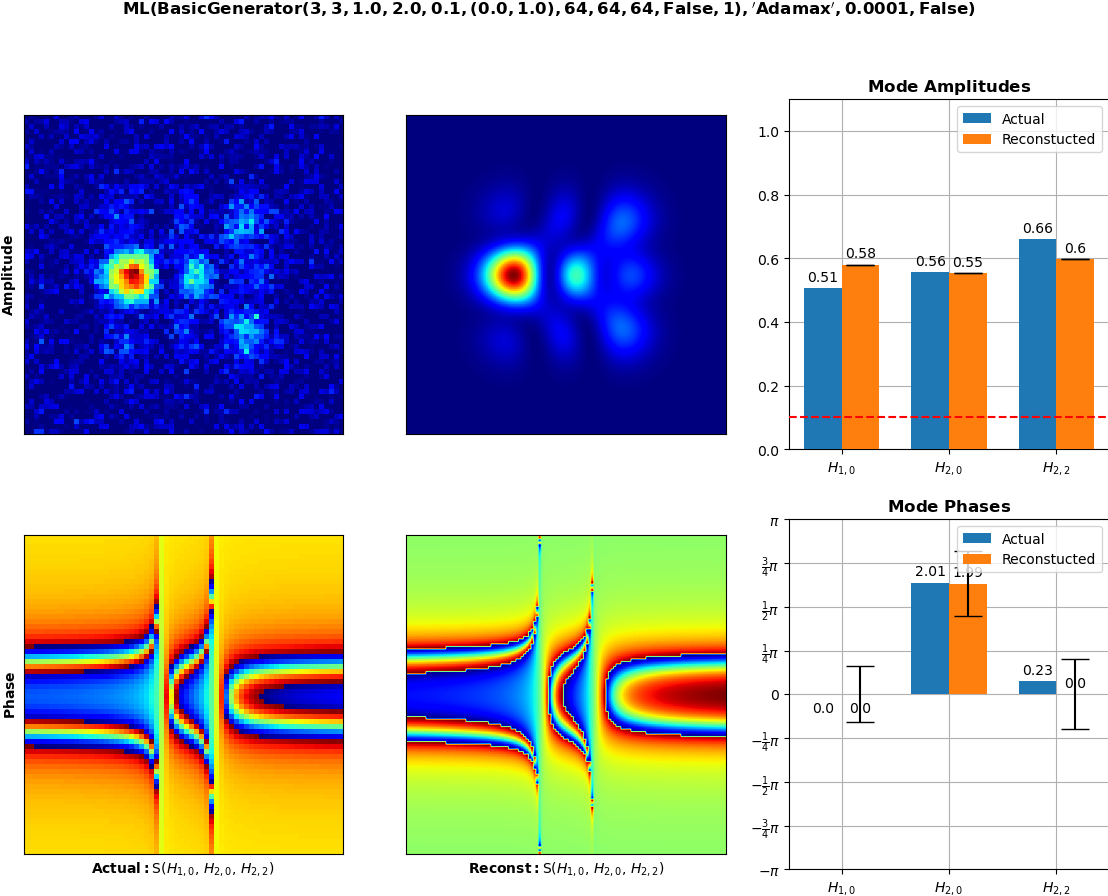 ML(BasicGenerator(3, 3, 1.0, 2.0, 0.1, (0.0, 1.0), 64, 64, 64, False, 1), ′Adamax′, 0.0001, False)
Mode Amplitudes
Actual
Reconstucted
Amplitude
1.0
0.8
0.6
0.4
0.2
0.0
0.51
0.58
0.56
0.55
0.66
0.6
H1,0
H2,0
H2,2
Mode Phases
Actual
Reconstucted
Phase
π
3/4π
1/2π
1/4π
0
−1/4π
−1/2π
−3/4π
−π
0.0
0.0
2.01
1.99
0.23
0.0
H1,0
H2,0
H2,2
Actual: S(H1,0, H2,0, H2,2)
Reconst: S(H1,0, H2,0, H2,2)